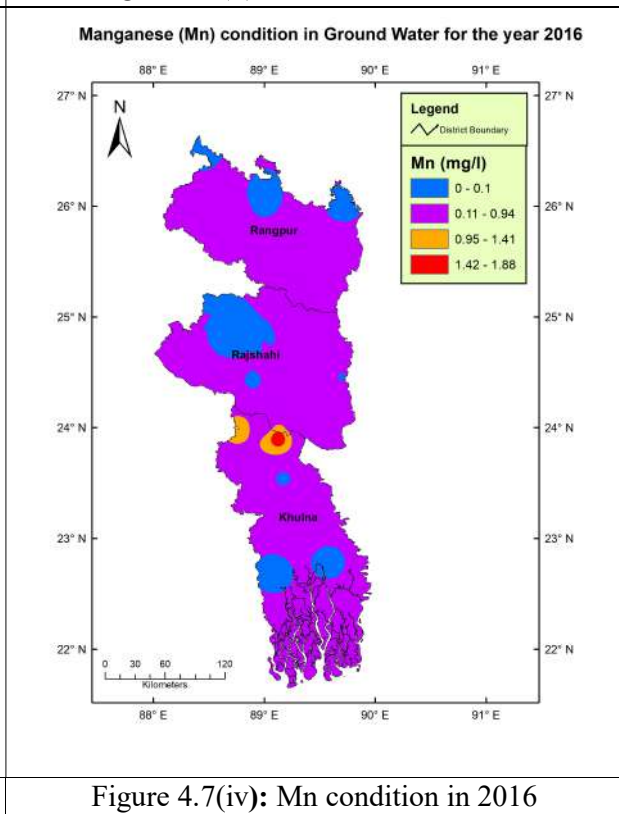 Manganese (Mn) condition in Ground Water for the year 2016
88° E 89° E 90° E 91° E
27° N 27° N
N
Legend
District Boundary
Mn (mg/l)
0 - 0.1
0.11 - 0.94
0.95 - 1.41
1.42 - 1.88
26° N 26° N
Rangpur
25° N 25° N
Rajshahi
24° N 24° N
Khulna
23° N 23° N
22° N 22° N
0 30 60 120
Kilometers
88° E 89° E 90° E 91° E
Figure 4.7(iv): Mn condition in 2016